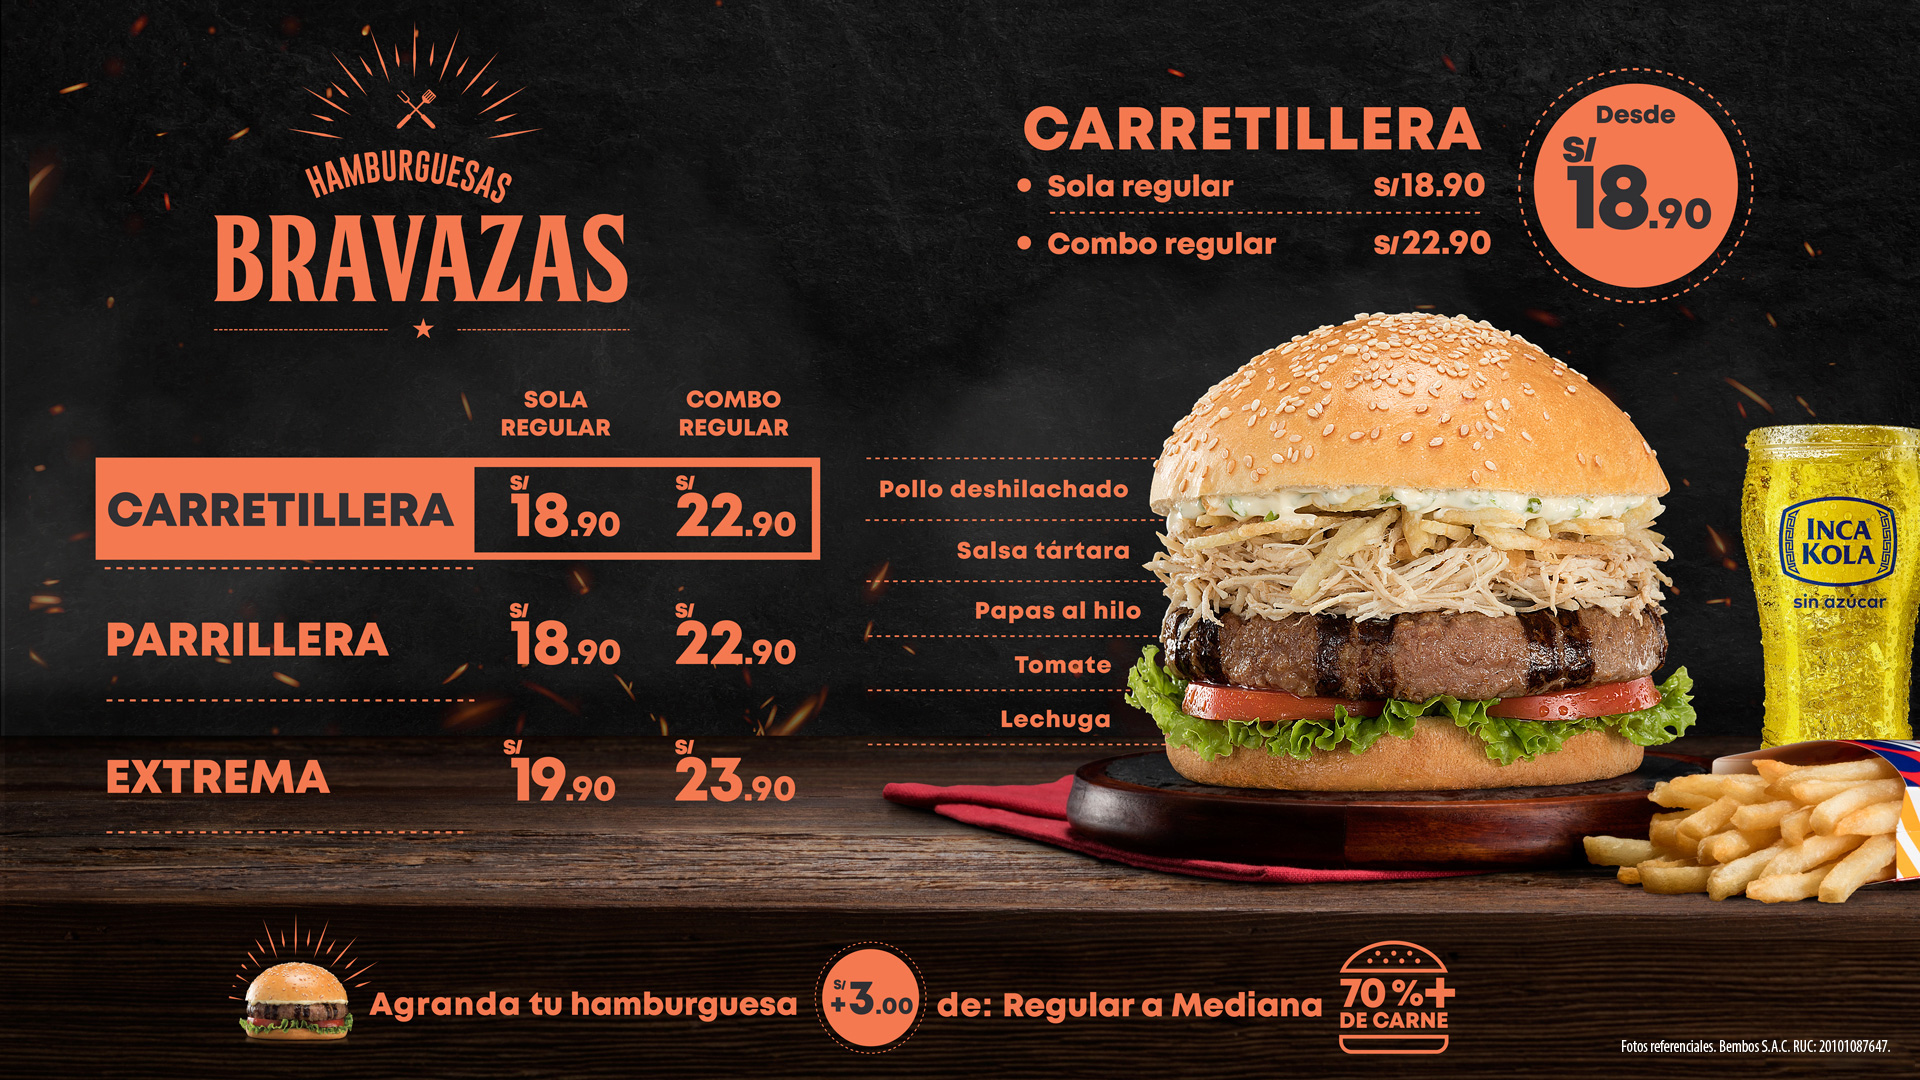 HAMBURGUESAS
BRAVAZAS
SOLA REGULAR
COMBO REGULAR
CARRETILLERA S/18.90 S/22.90
PARRILLERA S/18.90 S/22.90
EXTREMA S/19.90 S/23.90
CARRETILLERA
• Sola regular S/18.90
• Combo regular S/22.90
Desde
S/
18.90
Pollo deshilachado
Salsa tártara
Papas al hilo
Tomate
Lechuga
INCA
KOLA
sin azúcar
Agranda tu hamburguesa S/+3.00 de: Regular a Mediana
70%+
DE CARNE
Fotos referenciales. Bembos S.A.C. RUC: 20101087647.